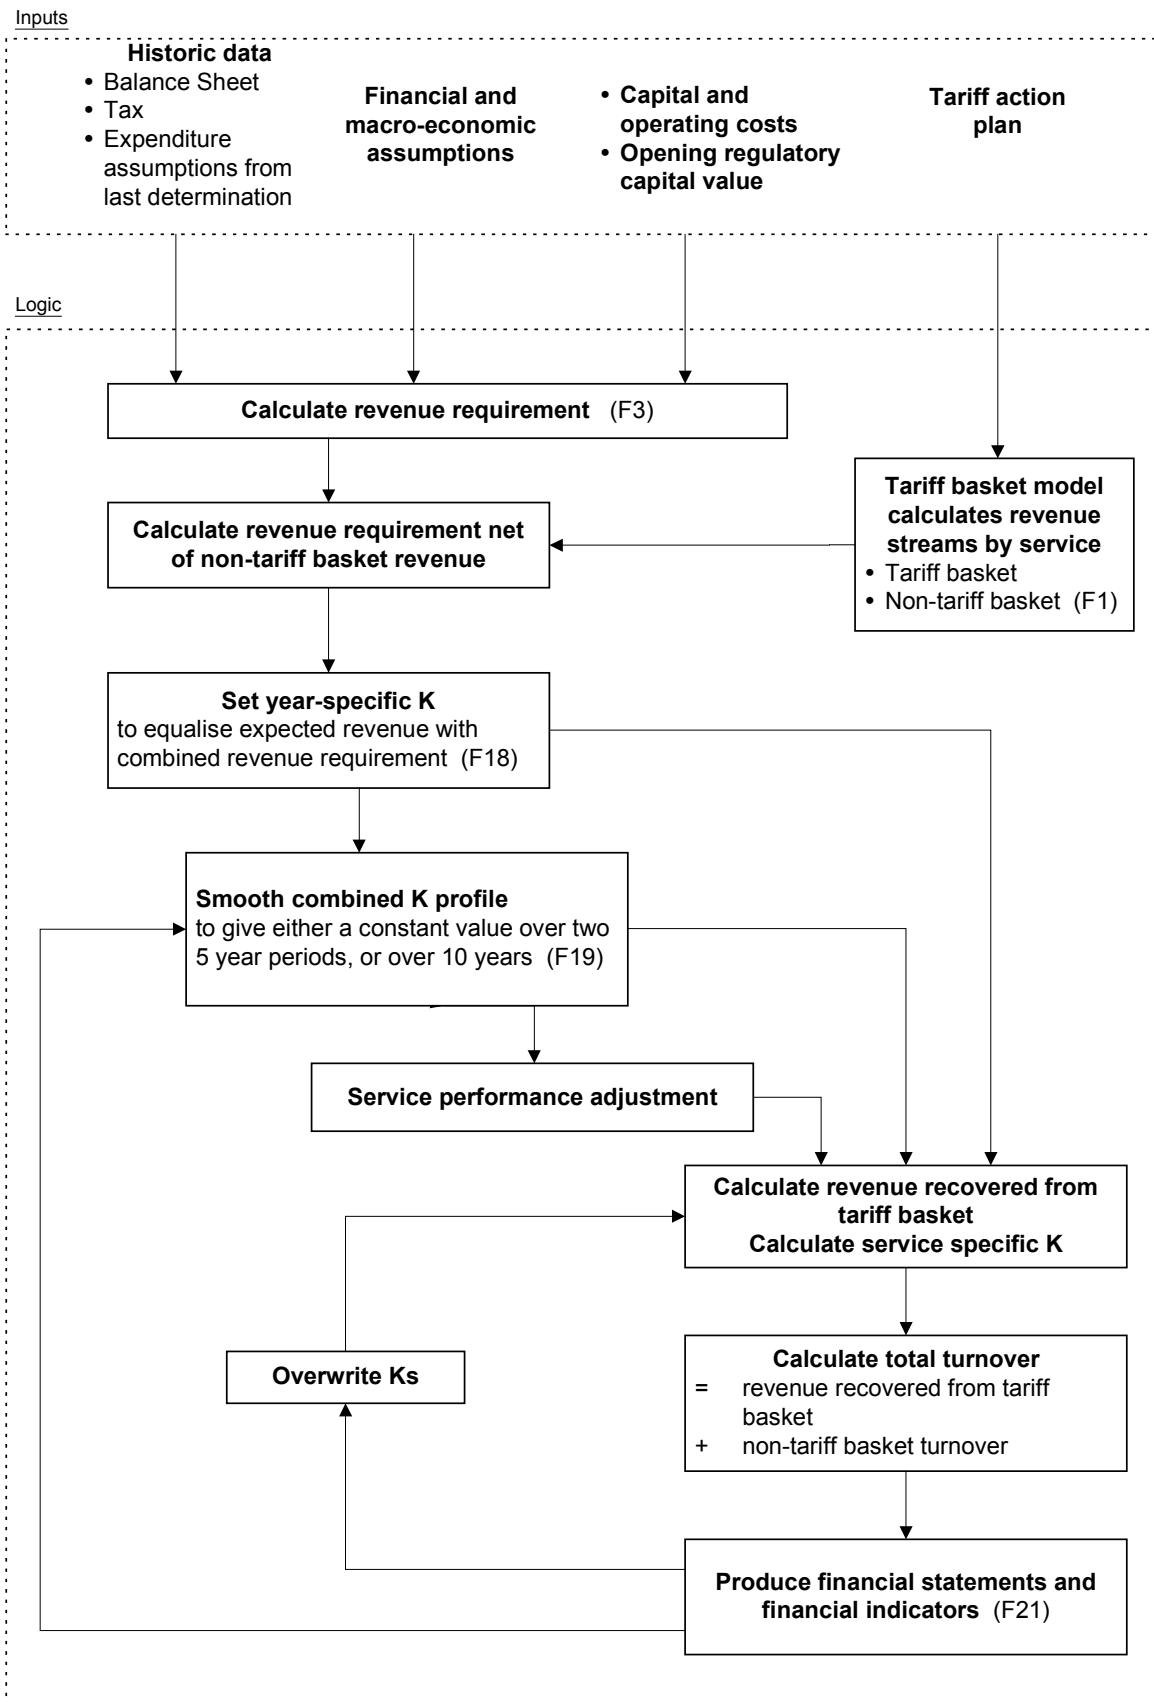 Inputs
Historic data
• Balance Sheet
• Tax
• Expenditure
assumptions from
last determination
Financial and
macro-economic
assumptions
• Capital and
operating costs
• Opening regulatory
capital value
Tariff action
plan
Logic
Calculate revenue requirement (F3)
Tariff basket model
calculates revenue
streams by service
• Tariff basket
• Non-tariff basket (F1)
Calculate revenue requirement net
of non-tariff basket revenue
Set year-specific K
to equalise expected revenue with
combined revenue requirement (F18)
Smooth combined K profile
to give either a constant value over two
5 year periods, or over 10 years (F19)
Service performance adjustment
Calculate revenue recovered from
tariff basket
Calculate service specific K
Calculate total turnover
= revenue recovered from tariff
basket
+ non-tariff basket turnover
Overwrite Ks
Produce financial statements and
financial indicators (F21)